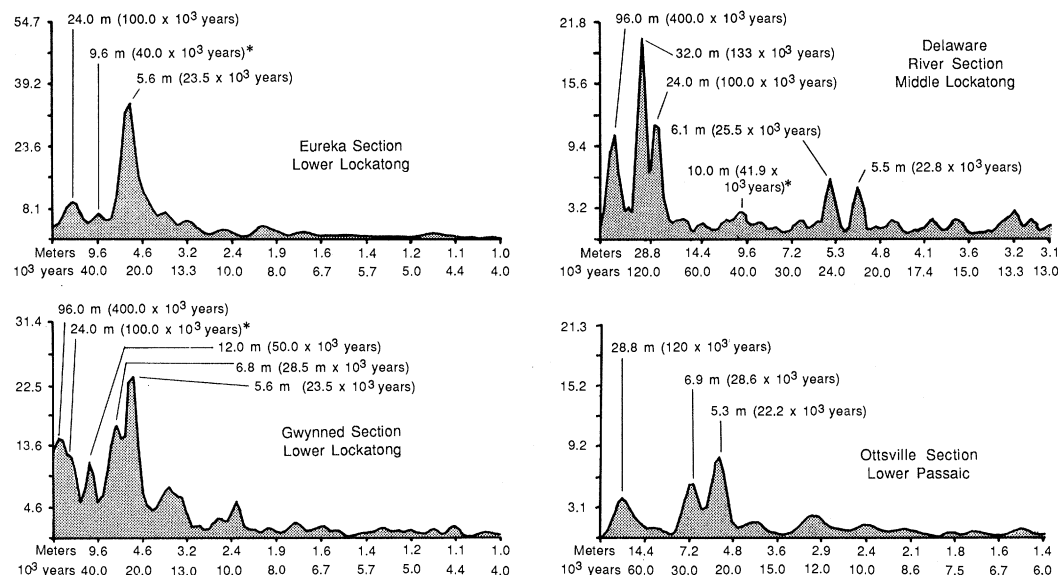 54.7
39.2
23.6
8.1
24.0 m (100.0 x 10³ years)
9.6 m (40.0 x 10³ years)*
5.6 m (23.5 x 10³ years)
Eureka Section
Lower Lockatong
Meters 9.6 4.6 3.2 2.4 1.9 1.6 1.4 1.2 1.1 1.0
10³ years 40.0 20.0 13.3 10.0 8.0 6.7 5.7 5.0 4.4 4.0
21.8
15.6
9.4
3.2
96.0 m (400.0 x 10³ years)
32.0 m (133 x 10³ years)
24.0 m (100.0 x 10³ years)
6.1 m (25.5 x 10³ years)
10.0 m (41.9 x
10³ years)*
5.5 m (22.8 x 10³ years)
Delaware
River Section
Middle Lockatong
Meters 28.8 14.4 9.6 7.2 5.3 4.8 4.2 3.6 3.2 3.1
10³ years 120.0 60.0 40.0 30.0 24.0 20.0 17.4 15.0 13.3 13.0
31.4
22.5
13.6
4.6
96.0 m (400.0 x 10³ years)
24.0 m (100.0 x 10³ years)*
12.0 m (50.0 x 10³ years)
6.8 m (28.5 m x 10³ years)
5.6 m (23.5 x 10³ years)
Gwynned Section
Lower Lockatong
Meters 9.6 4.6 3.2 2.4 1.9 1.6 1.4 1.2 1.1 1.0
10³ years 40.0 20.0 13.0 10.0 8.0 6.7 5.7 5.0 4.0 4.0
21.3
15.2
9.2
3.1
28.8 m (120 x 10³ years)
6.9 m (28.6 x 10³ years)
5.3 m (22.2 x 10³ years)
Ottsville Section
Lower Passaic
Meters 14.4 7.2 4.8 3.6 2.9 2.4 2.1 1.8 1.6 1.4
10³ years 60.0 30.0 20.0 15.0 12.0 10.0 8.6 7.5 6.7 6.0